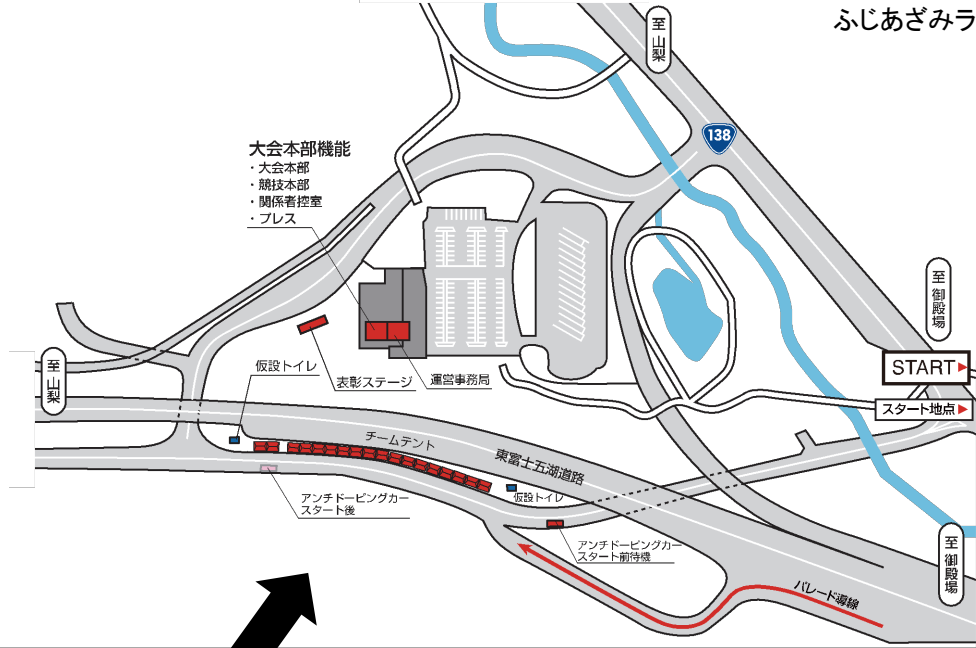 ふじあざみラ
至山梨
138
大会本部機能
・大会本部
・競技本部
・関係者控室
・プレス
至御殿場
START
スタート地点
至山梨
仮設トイレ
表彰ステージ
運営事務局
チームテント
東富士五湖道路
仮設トイレ
アンチドーピングカー
スタート後
アンチドーピングカー
スタート前待機
パレード導線
至御殿場